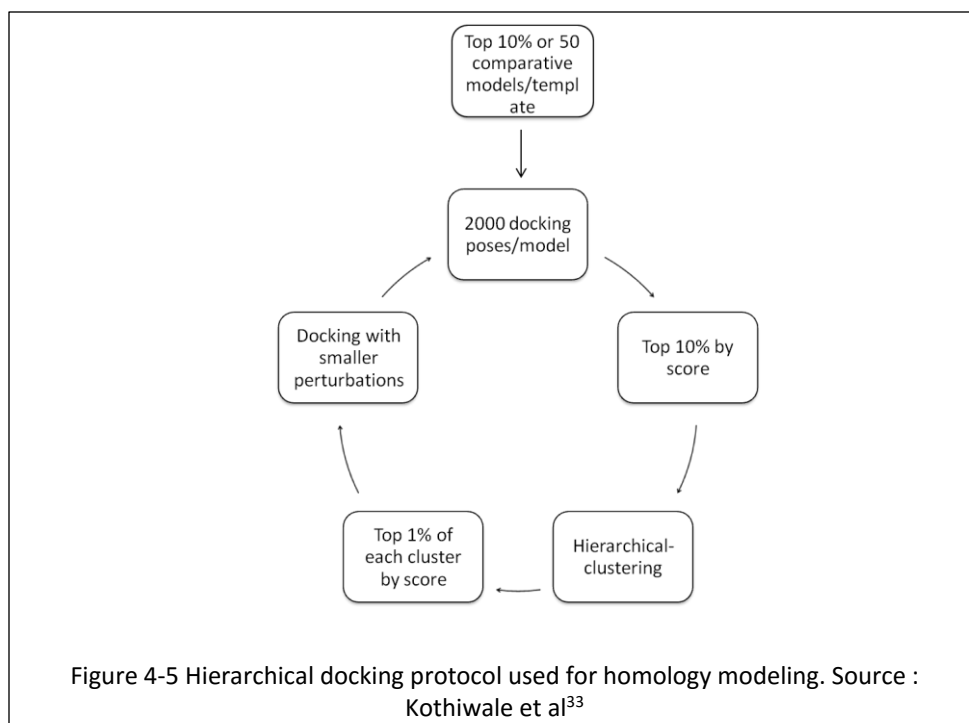 Top 10% or 50
comparative
models/templ
ate
2000 docking
poses/model
Top 10% by
score
Hierarchical-
clustering
Top 1% of
each cluster
by score
Docking with
smaller
perturbations
Figure 4-5 Hierarchical docking protocol used for homology modeling. Source :
Kothiwale et al33